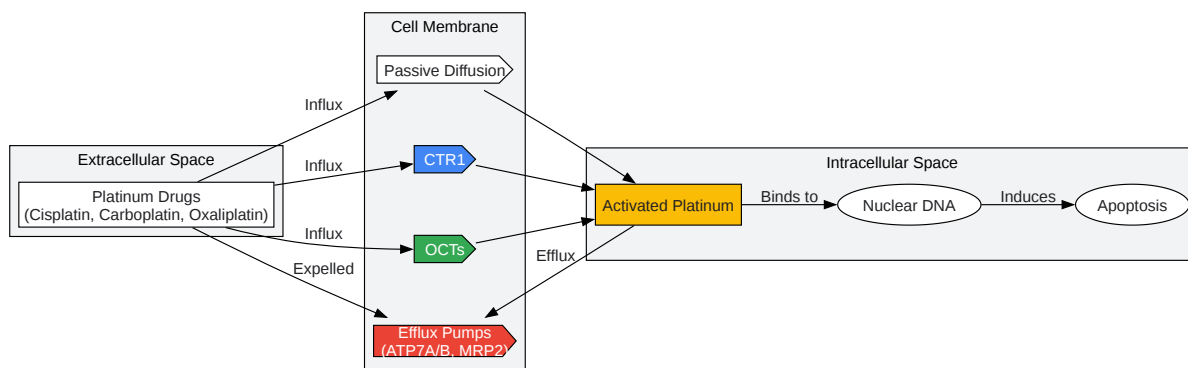 Cell Membrane
Passive Diffusion
Influx
CTR1
Influx
Extracellular Space
Platinum Drugs
(Cisplatin, Carboplatin, Oxaliplatin)
Influx
OCTs
Expelled
Efflux Pumps
(ATP7A/B, MRP2)
Efflux
Intracellular Space
Activated Platinum
Binds to
Nuclear DNA
Induces
Apoptosis